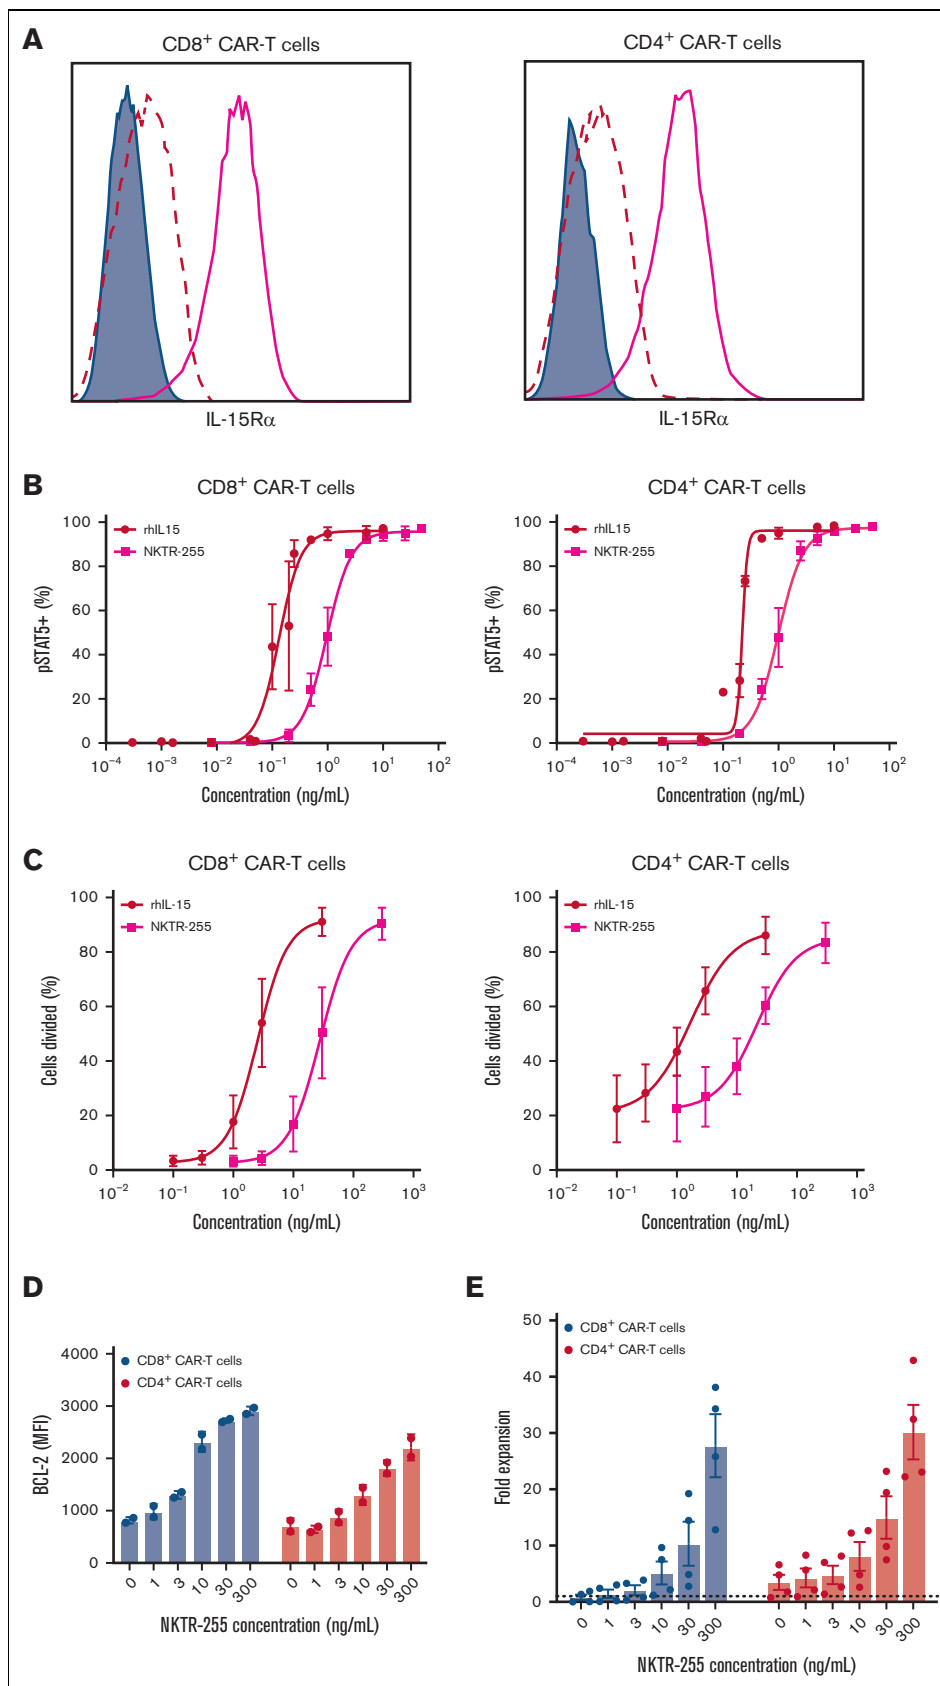 A
CD8⁺ CAR-T cells
CD4⁺ CAR-T cells
IL-15Rα
IL-15Rα
B
CD8⁺ CAR-T cells
CD4⁺ CAR-T cells
pSTAT5+ (%)
100
80
60
40
20
0
rhIL15
NKTR-255
10⁻⁴ 10⁻³ 10⁻² 10⁻¹ 10⁰ 10¹ 10²
Concentration (ng/mL)
pSTAT5+ (%)
100
80
60
40
20
0
rhIL15
NKTR-255
10⁻⁴ 10⁻³ 10⁻² 10⁻¹ 10⁰ 10¹ 10²
Concentration (ng/mL)
C
CD8⁺ CAR-T cells
CD4⁺ CAR-T cells
Cells divided (%)
100
80
60
40
20
0
rhIL-15
NKTR-255
10⁻² 10⁻¹ 10⁰ 10¹ 10² 10³
Concentration (ng/mL)
Cells divided (%)
100
80
60
40
20
0
rhIL-15
NKTR-255
10⁻² 10⁻¹ 10⁰ 10¹ 10² 10³
Concentration (ng/mL)
D
BCL-2 (MFI)
4000
3000
2000
1000
0
CD8⁺ CAR-T cells
CD4⁺ CAR-T cells
0 1 3 10 30 300 0 1 3 10 30 300
NKTR-255 concentration (ng/mL)
E
Fold expansion
50
40
30
20
10
0
CD8⁺ CAR-T cells
CD4⁺ CAR-T cells
0 1 3 10 30 300 0 1 3 10 30 300
NKTR-255 concentration (ng/mL)